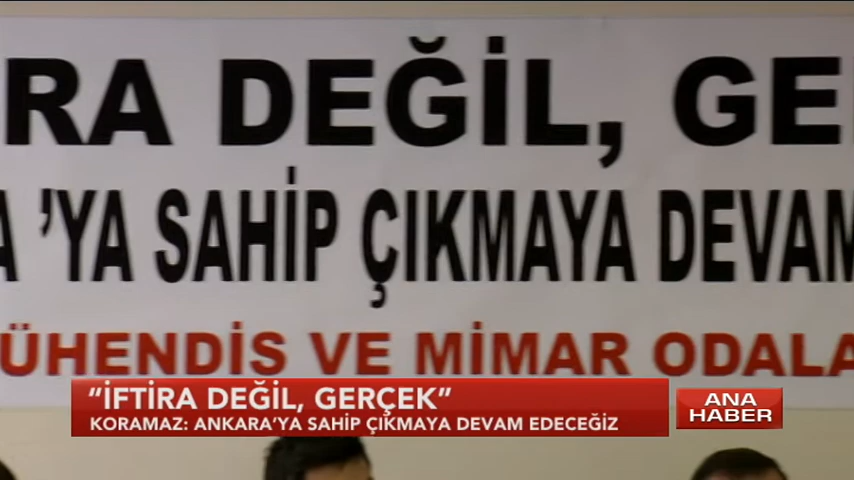 RA DEĞİL, GE
'YA SAHİP ÇIKMAYA DEVAM
ÜHENDİS VE MİMAR ODALA
“İFTİRA DEĞİL, GERÇEK”
KORAMAZ: ANKARA’YA SAHİP ÇIKMAYA DEVAM EDECEĞİZ
ANA
HABER